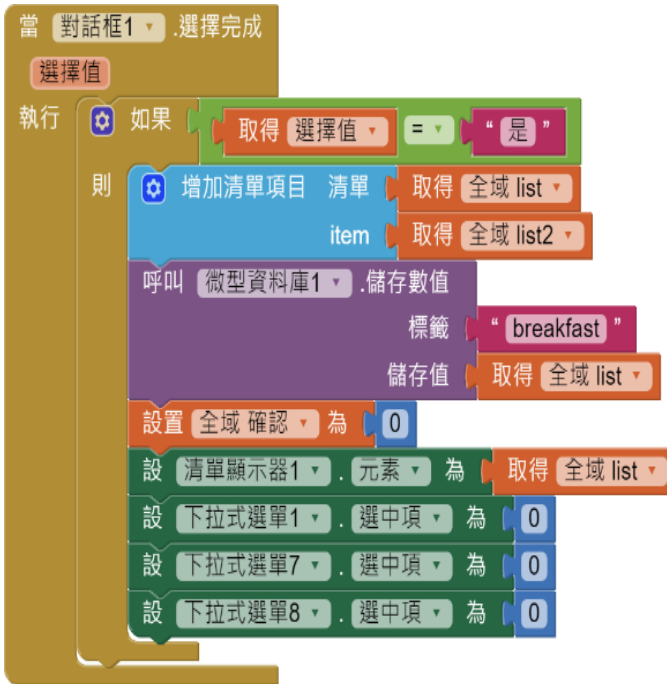 當 對話框1 .選擇完成
選擇值
執行 如果 取得 選擇值 = “ 是 ”
則 增加清單項目 清單 取得 全域 list
item 取得 全域 list2
呼叫 微型資料庫1 .儲存數值
標籤 “ breakfast ”
儲存值 取得 全域 list
設置 全域 確認 為 0
設 清單顯示器1 . 元素 為 取得 全域 list
設 下拉式選單1 . 選中項 為 0
設 下拉式選單7 . 選中項 為 0
設 下拉式選單8 . 選中項 為 0